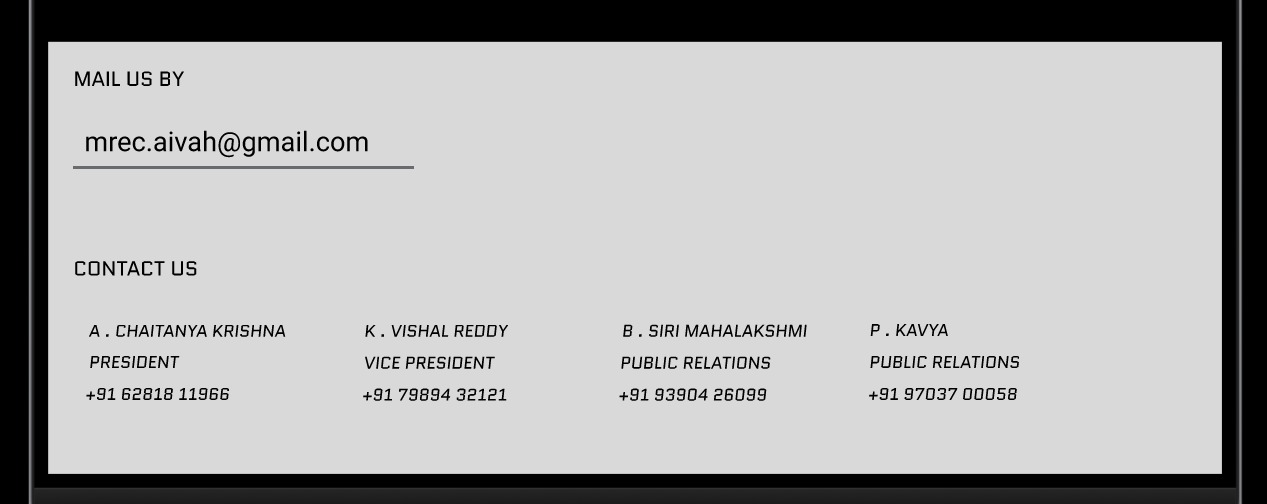 MAIL US BY
mrec.aivah@gmail.com
CONTACT US
A . CHAITANYA KRISHNA
PRESIDENT
+91 62818 11966
K . VISHAL REDDY
VICE PRESIDENT
+91 79894 32121
B . SIRI MAHALAKSHMI
PUBLIC RELATIONS
+91 93904 26099
P . KAVYA
PUBLIC RELATIONS
+91 97037 00058